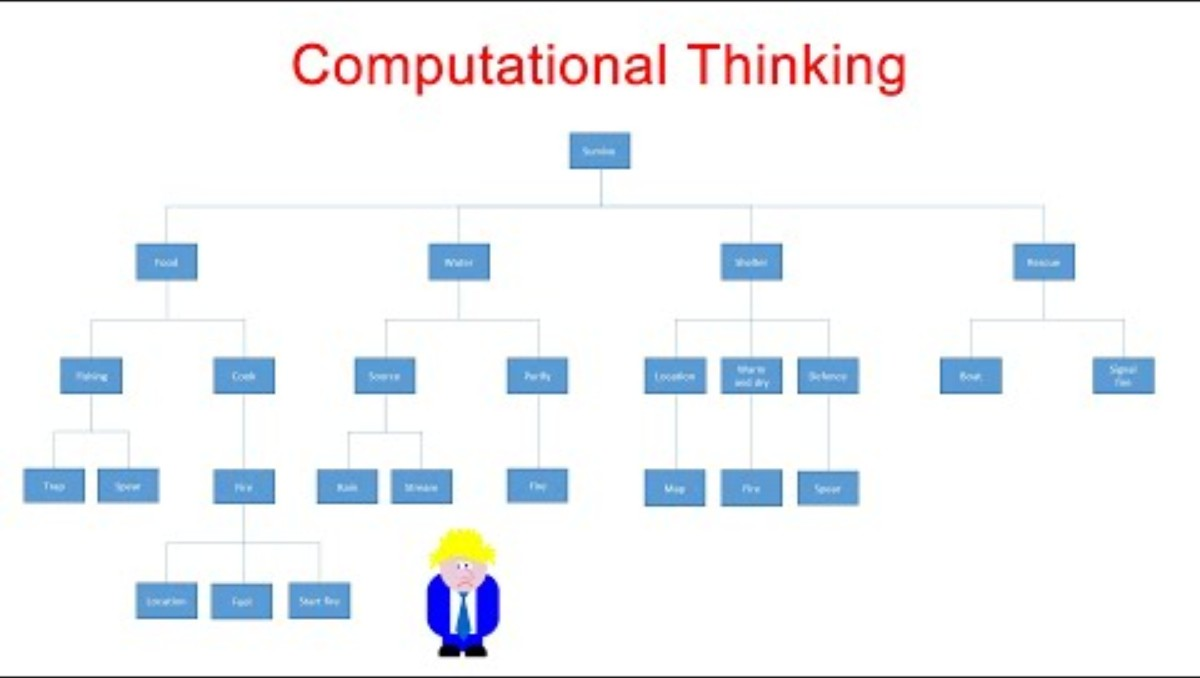 Computational Thinking
Survive
Food
Water
Shelter
Rescue
Fishing
Cook
Source
Purify
Location
Warm
and dry
Defence
Boat
Signal
fire
Trap
Spear
Fire
Rain
Stream
Fire
Map
Fire
Spear
Location
Fuel
Start fire